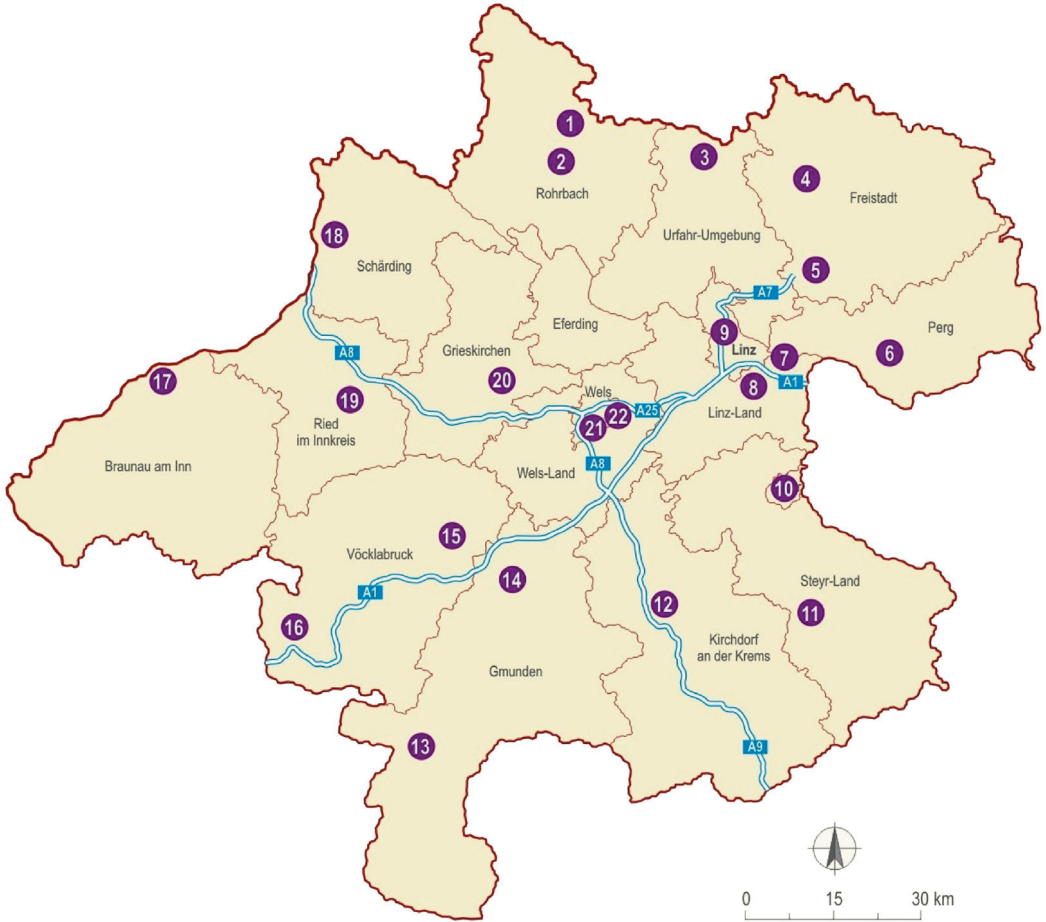 1
2
3
4
Rohrbach
Freistadt
18
Urfahr-Umgebung
Schärding
5
A7
Eferding
Perg
9
Linz
A8
Grieskirchen
6
7
17
20
8
A1
Wels
19
A25
22
Linz-Land
Ried
im Innkreis
21
Braunau am Inn
A8
Wels-Land
10
15
Vöcklabruck
14
Steyr-Land
A1
12
11
16
Kirchdorf
an der Krems
Gmunden
13
A9
0 15 30 km